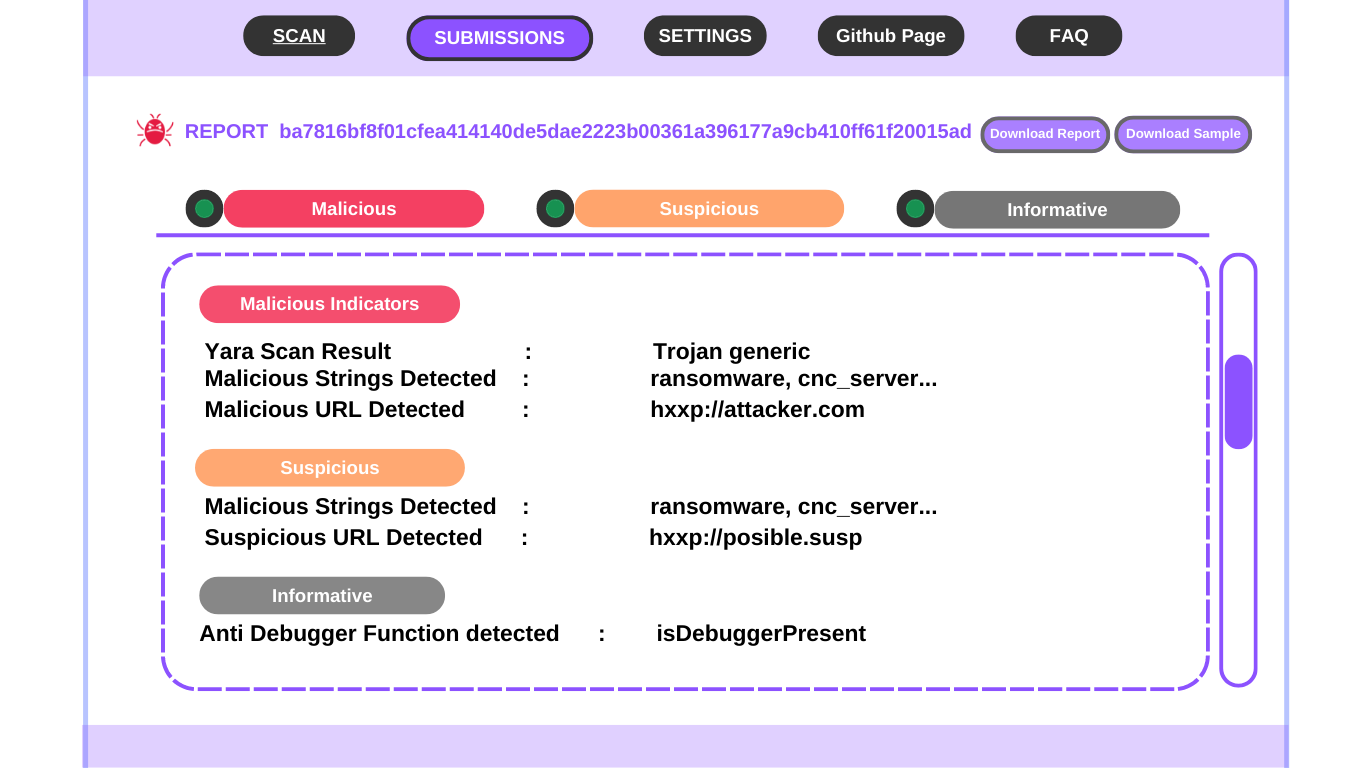 SCAN SUBMISSIONS SETTINGS Github Page FAQ
REPORT ba7816bf8f01cfea414140de5dae2223b00361a396177a9cb410ff61f20015ad Download Report Download Sample
Malicious Suspicious Informative
Malicious Indicators
Yara Scan Result : Trojan generic
Malicious Strings Detected : ransomware, cnc_server...
Malicious URL Detected : hxxp://attacker.com
Suspicious
Malicious Strings Detected : ransomware, cnc_server...
Suspicious URL Detected : hxxp://posible.susp
Informative
Anti Debugger Function detected : isDebuggerPresent